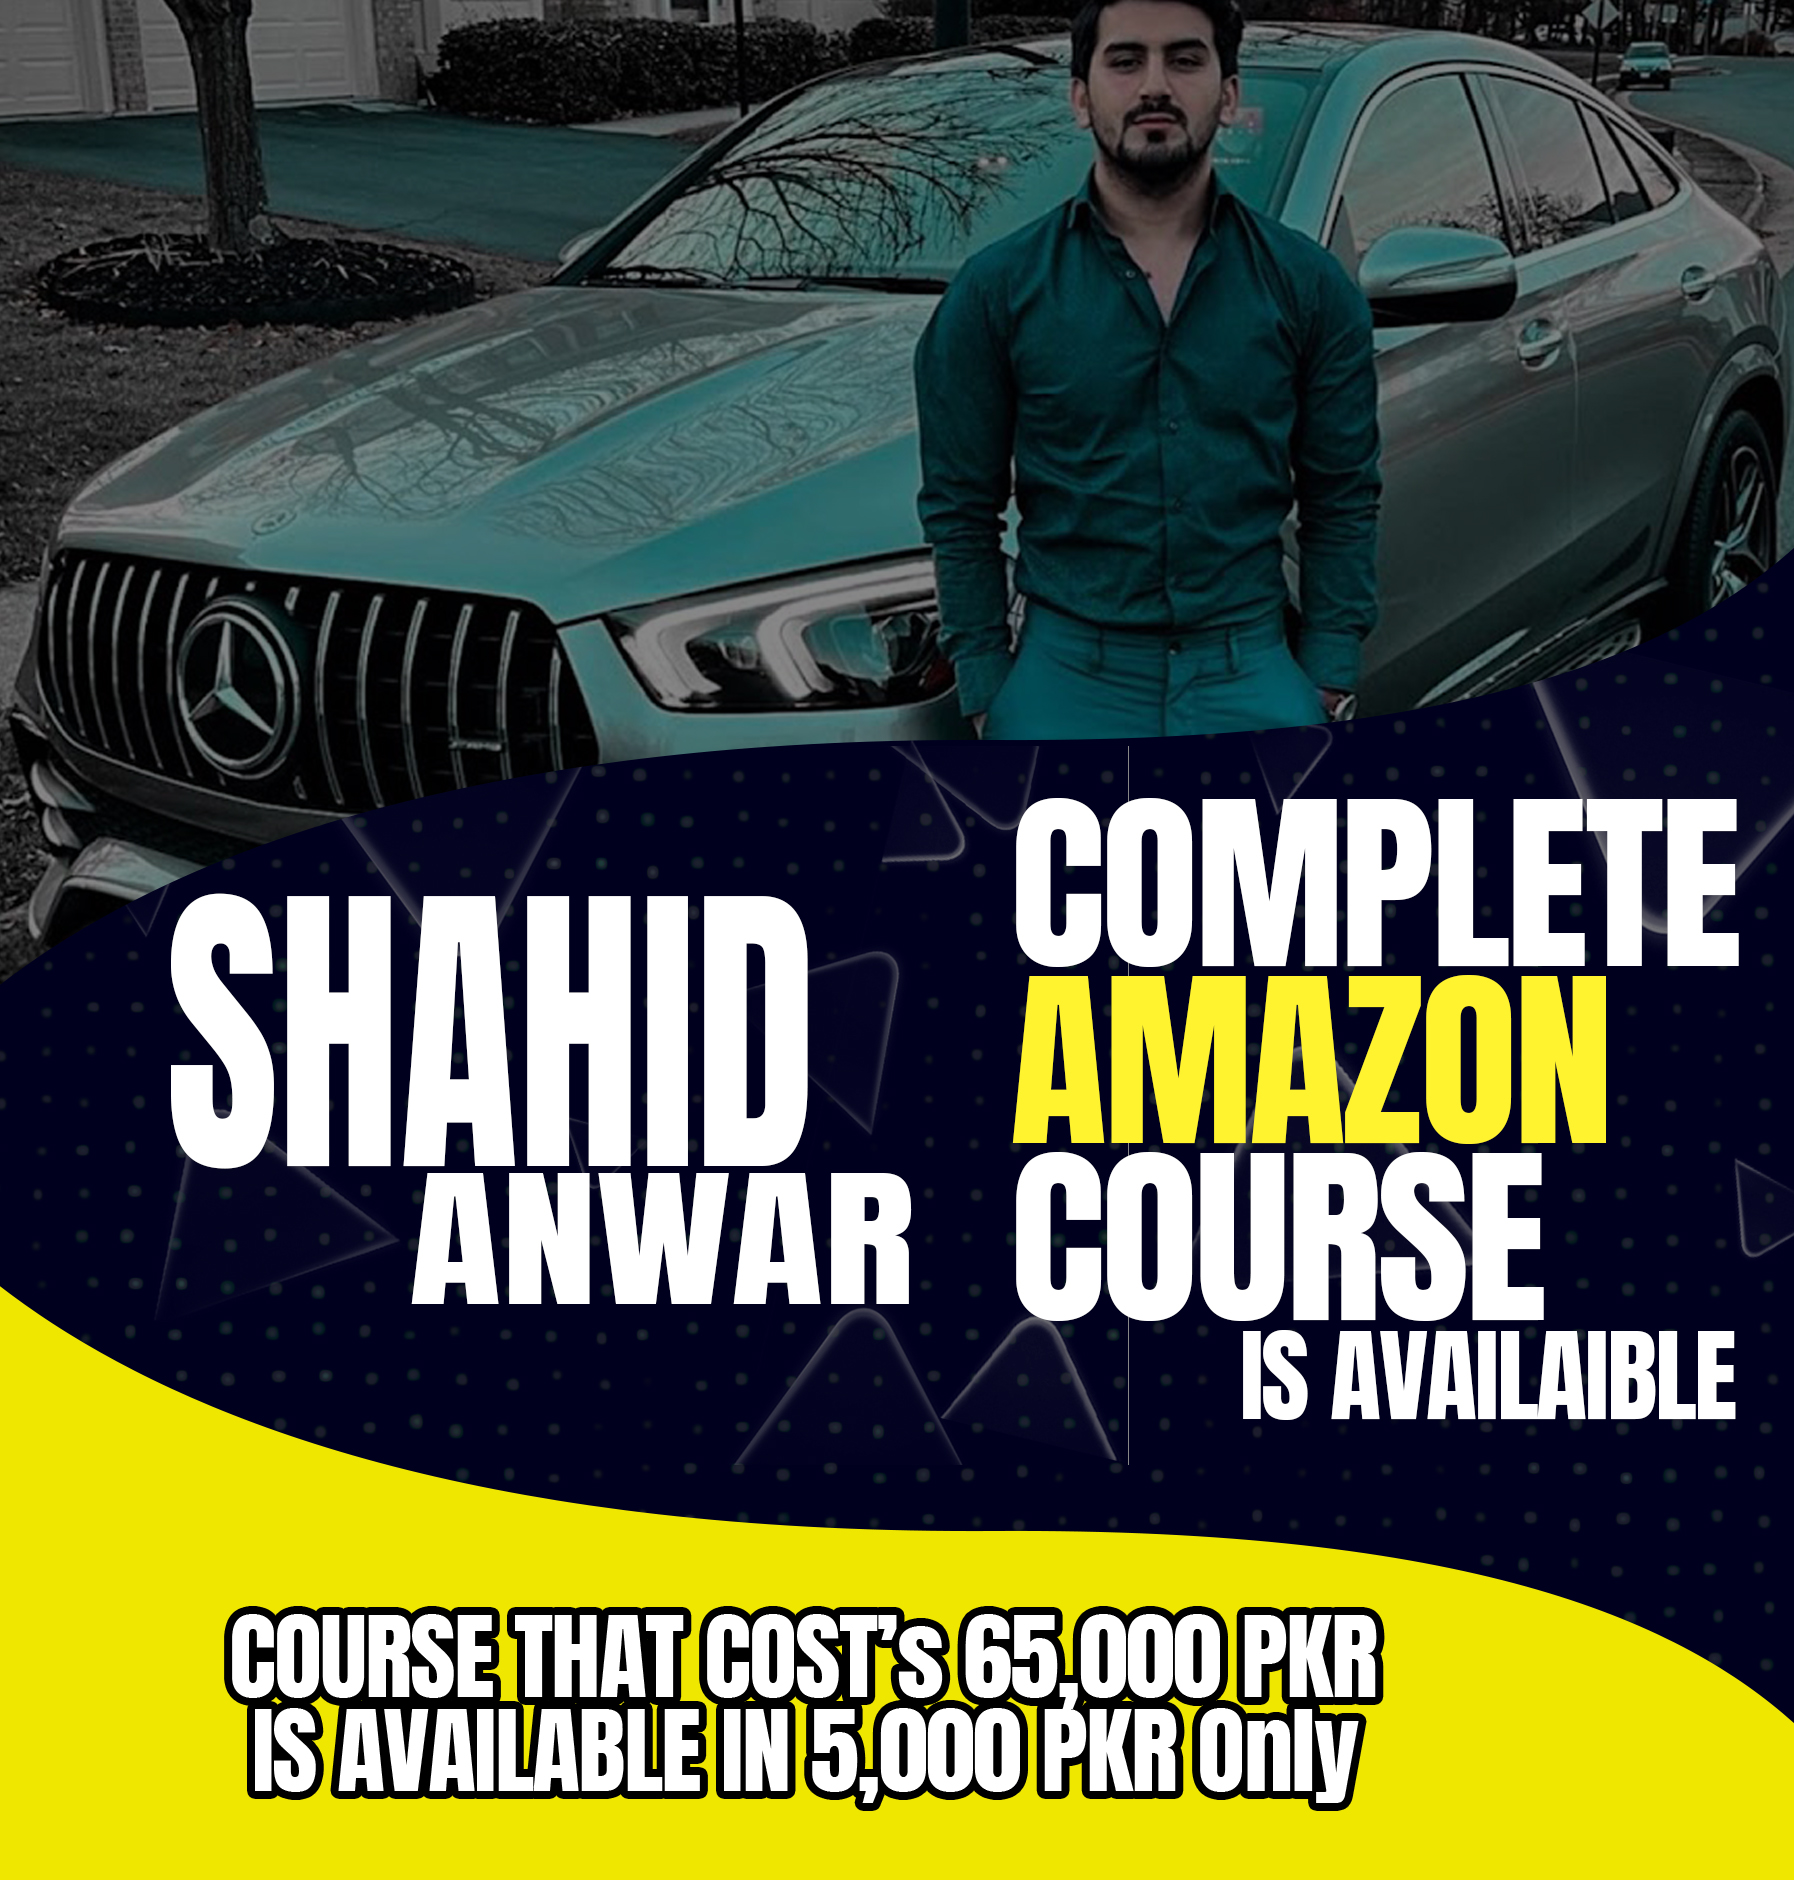 SHAHID
ANWAR
COMPLETE
AMAZON
COURSE
IS AVAILAIBLE
COURSE THAT COST's 65,000 PKR
IS AVAILABLE IN 5,000 PKR Only